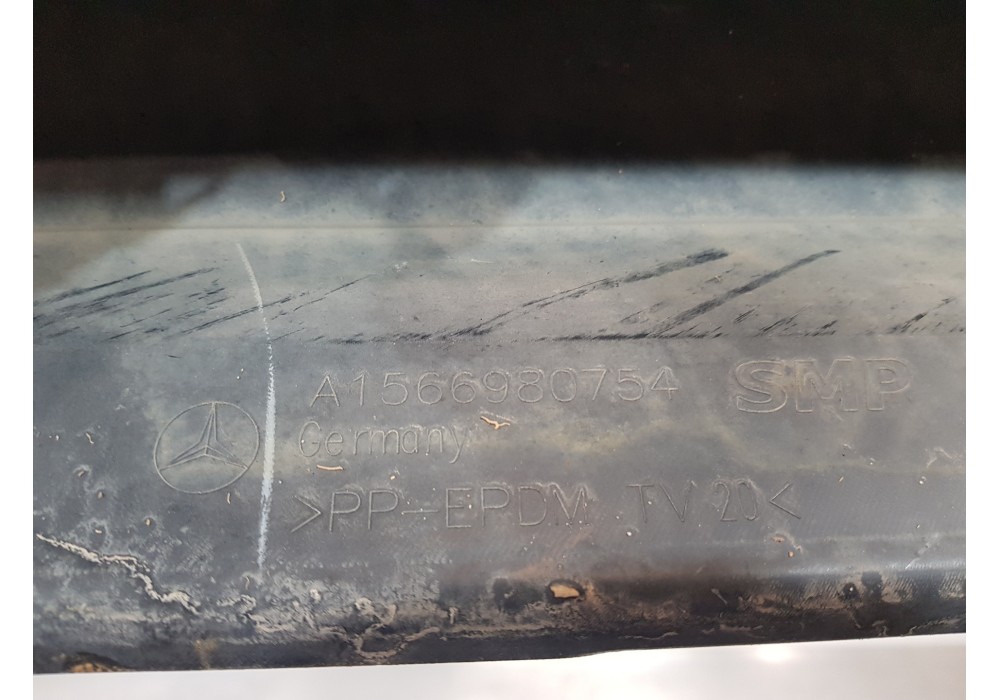 A1566980754 SMP
Germany
>PP-EPDM TV 20<